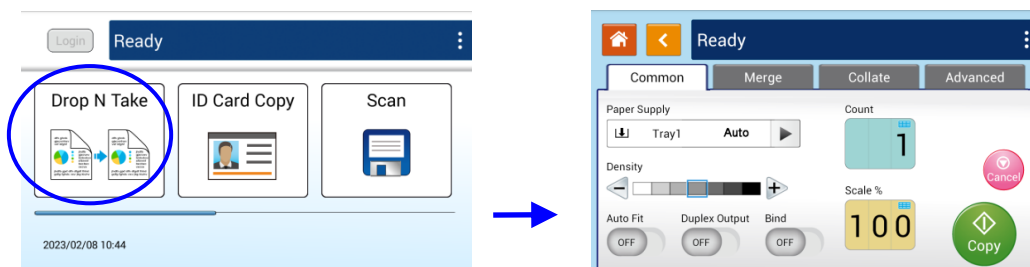 Login
Ready
Drop N Take
ID Card Copy
Scan
2023/02/08 10:44
Ready
Common
Merge
Collate
Advanced
Paper Supply
Tray1
Auto
Count
1
Density
Cancel
Scale %
100
Auto Fit
Duplex Output
Bind
OFF
OFF
OFF
Copy